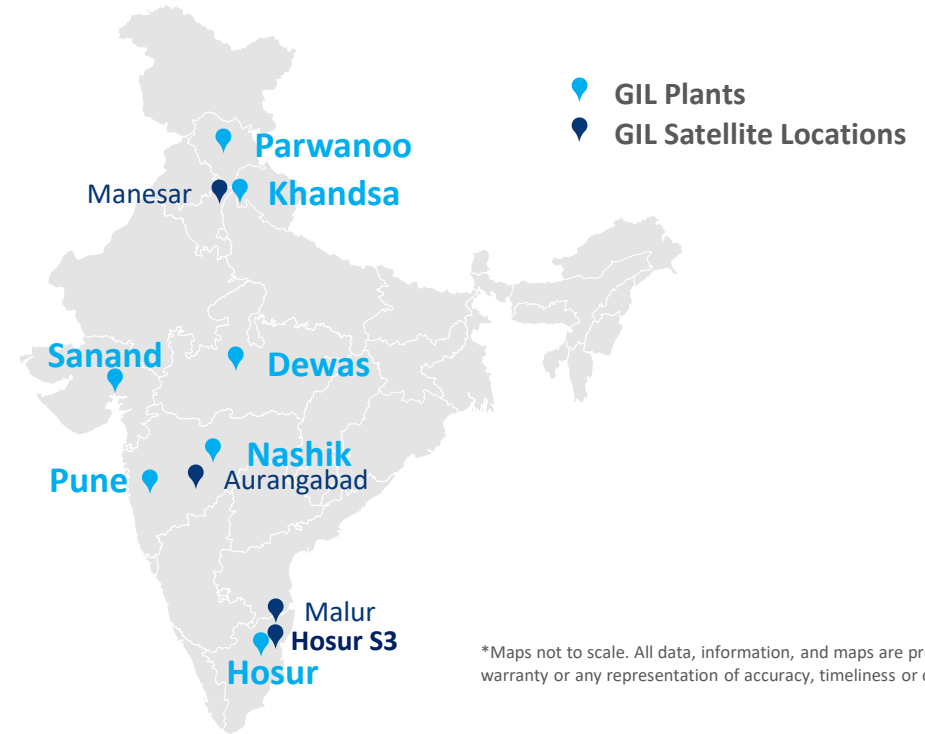 GIL Plants
GIL Satellite Locations
Parwanoo
Manesar
Khandsa
Sanand
Dewas
Nashik
Pune
Aurangabad
Malur
Hosur S3
Hosur
*Maps not to scale. All data, information, and maps are
warranty or any representation of accuracy, timeliness or